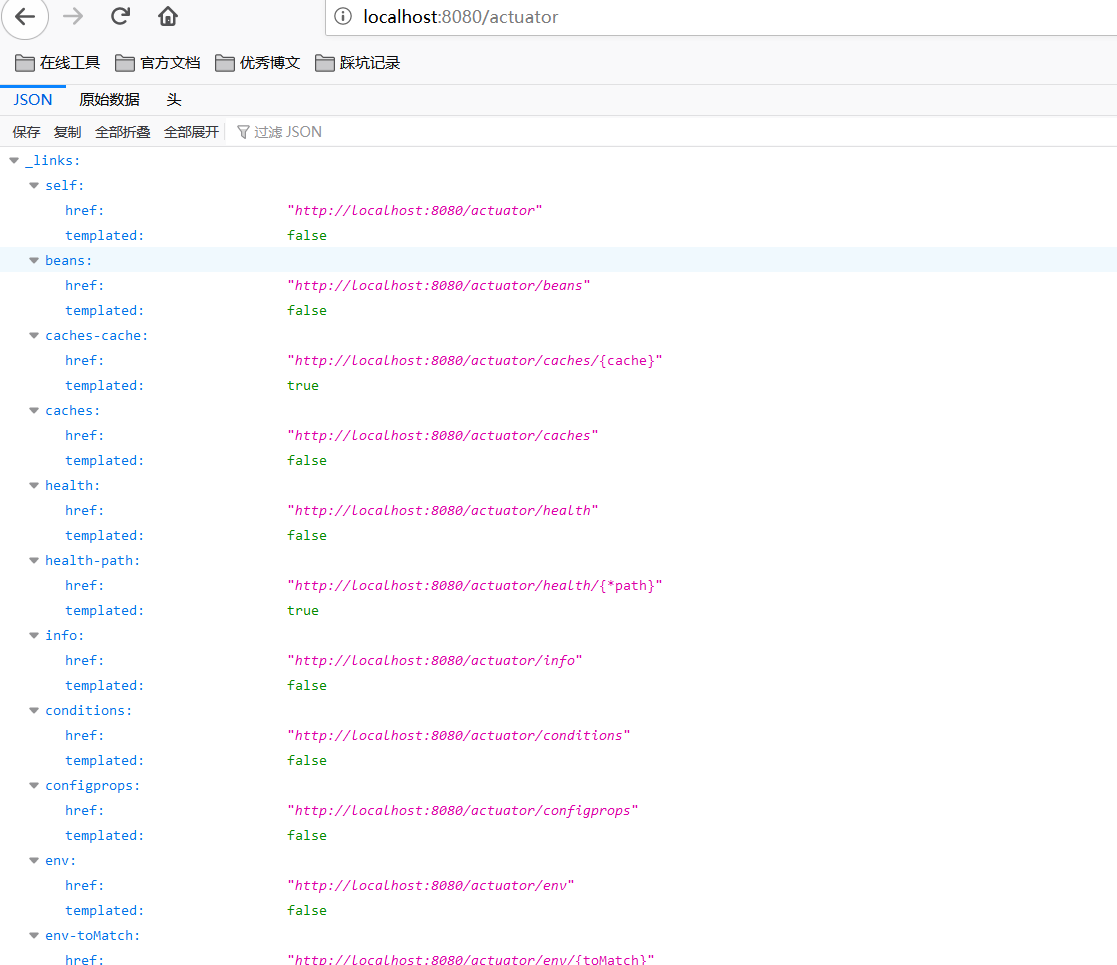 localhost:8080/actuator
在线工具 官方文档 优秀博文 踩坑记录
JSON 原始数据 头
保存 复制 全部折叠 全部展开 过滤 JSON
_links:
self:
href: "http://localhost:8080/actuator"
templated: false
beans:
href: "http://localhost:8080/actuator/beans"
templated: false
caches-cache:
href: "http://localhost:8080/actuator/caches/{cache}"
templated: true
caches:
href: "http://localhost:8080/actuator/caches"
templated: false
health:
href: "http://localhost:8080/actuator/health"
templated: false
health-path:
href: "http://localhost:8080/actuator/health/{*path}"
templated: true
info:
href: "http://localhost:8080/actuator/info"
templated: false
conditions:
href: "http://localhost:8080/actuator/conditions"
templated: false
configprops:
href: "http://localhost:8080/actuator/configprops"
templated: false
env:
href: "http://localhost:8080/actuator/env"
templated: false
env-toMatch:
href: "http://localhost:8080/actuator/env/{toMatch}"